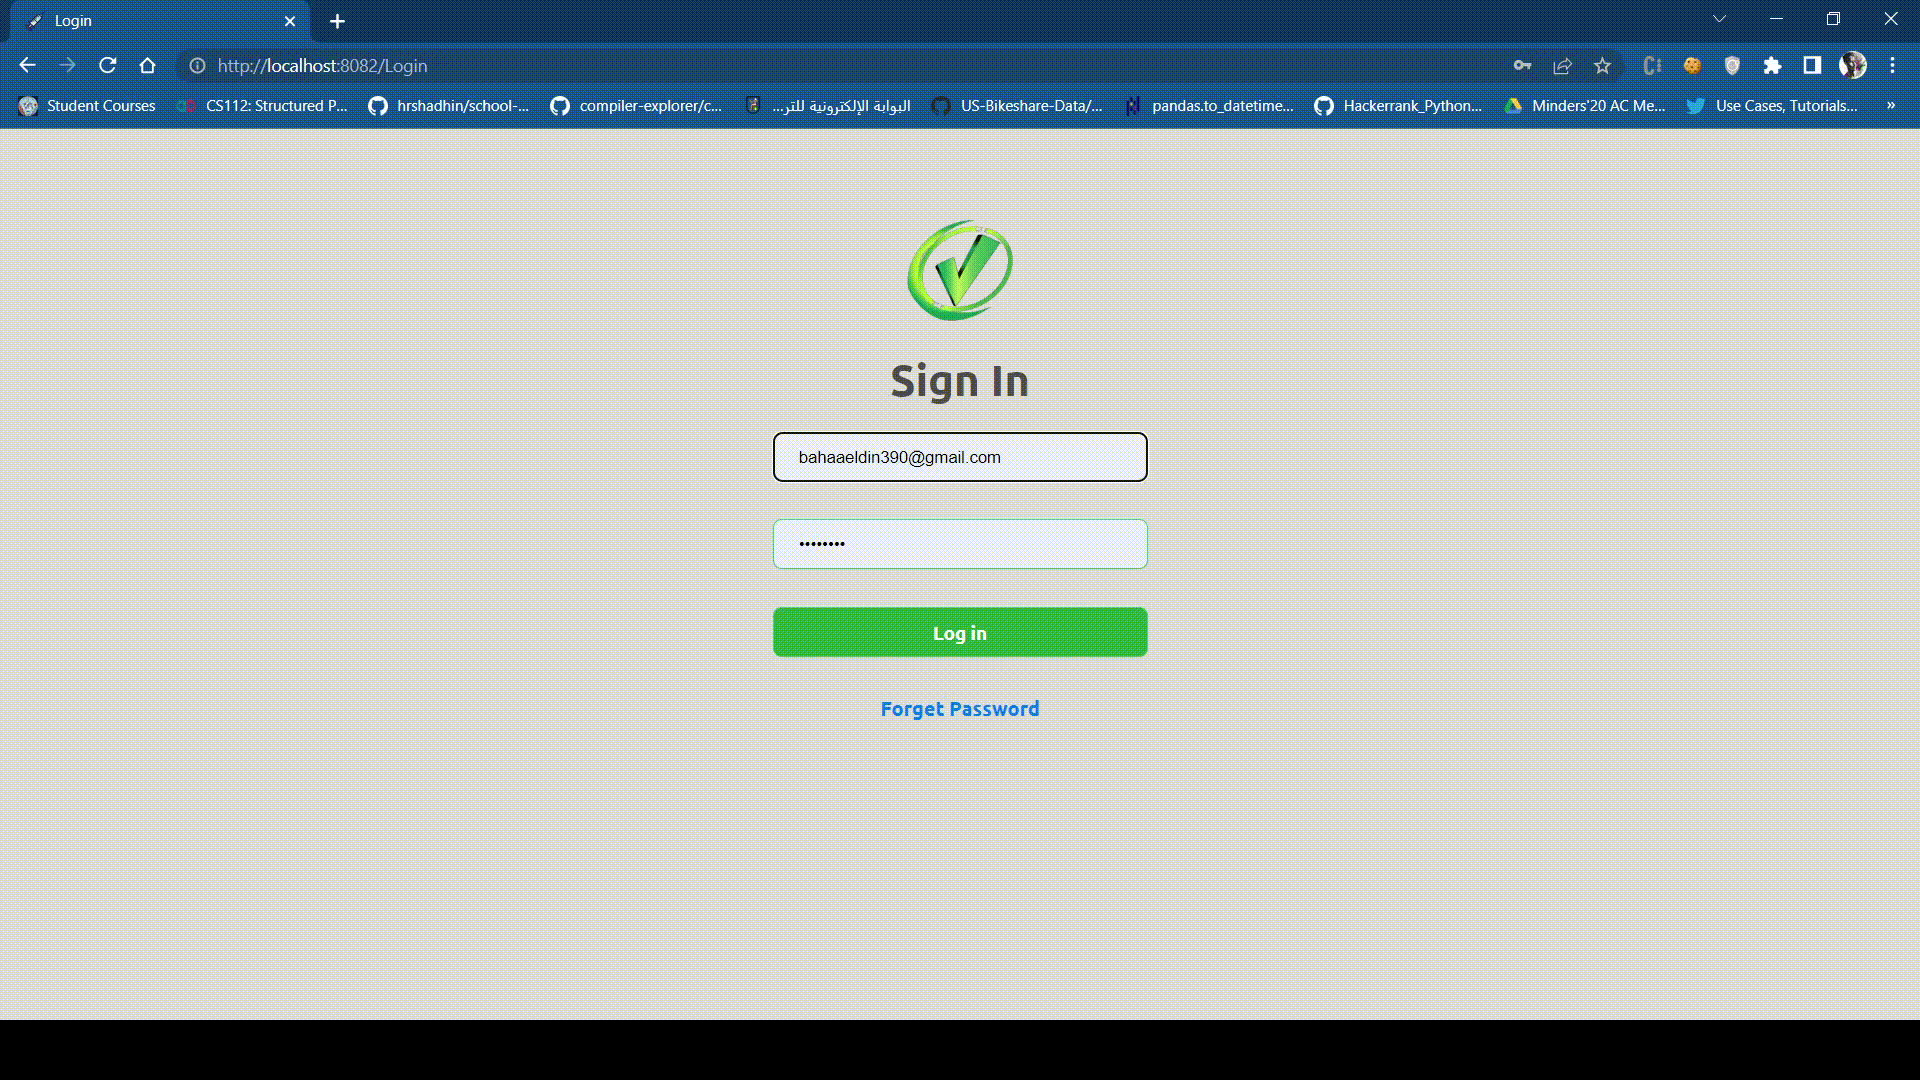 Login
http://localhost:8082/Login
Student Courses
CS112: Structured P...
hrshadhin/school-...
compiler-explorer/c...
البوابة الإلكترونية للتر...
US-Bikeshare-Data/...
pandas.to_datetime...
Hackerrank_Python...
Minders'20 AC Me...
Use Cases, Tutorials...
»
Sign In
bahaaeldin390@gmail.com
••••••••
Log in
Forget Password